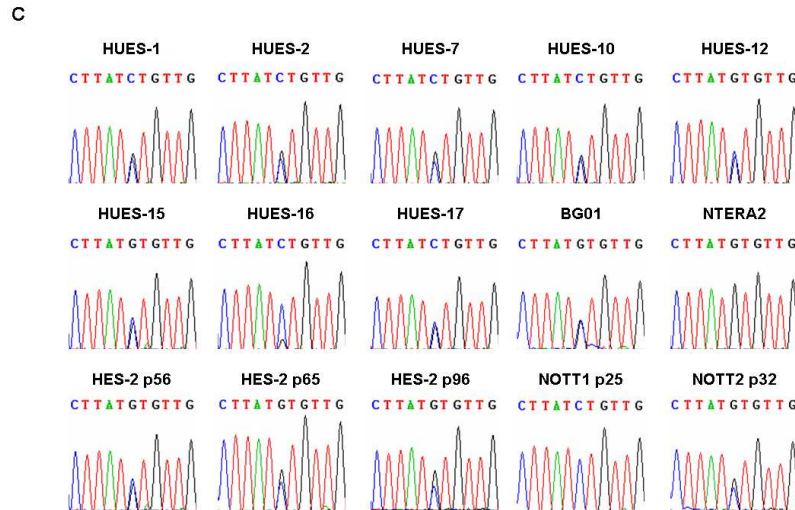 C
HUES-1 HUES-2 HUES-7 HUES-10 HUES-12
CTTATCTGTTG CTTATCTGTTG CTTATCTGTTG CTTATCTGTTG CTTATGTGTTG
HUES-15 HUES-16 HUES-17 BG01 NTERA2
CTTATGTGTTG CTTATCTGTTG CTTATCTGTTG CTTATGTGTTG CTTATGTGTTG
HES-2 p56 HES-2 p65 HES-2 p96 NOTT1 p25 NOTT2 p32
CTTATGTGTTG CTTATGTGTTG CTTATGTGTTG CTTATCTGTTG CTTATGTGTTG